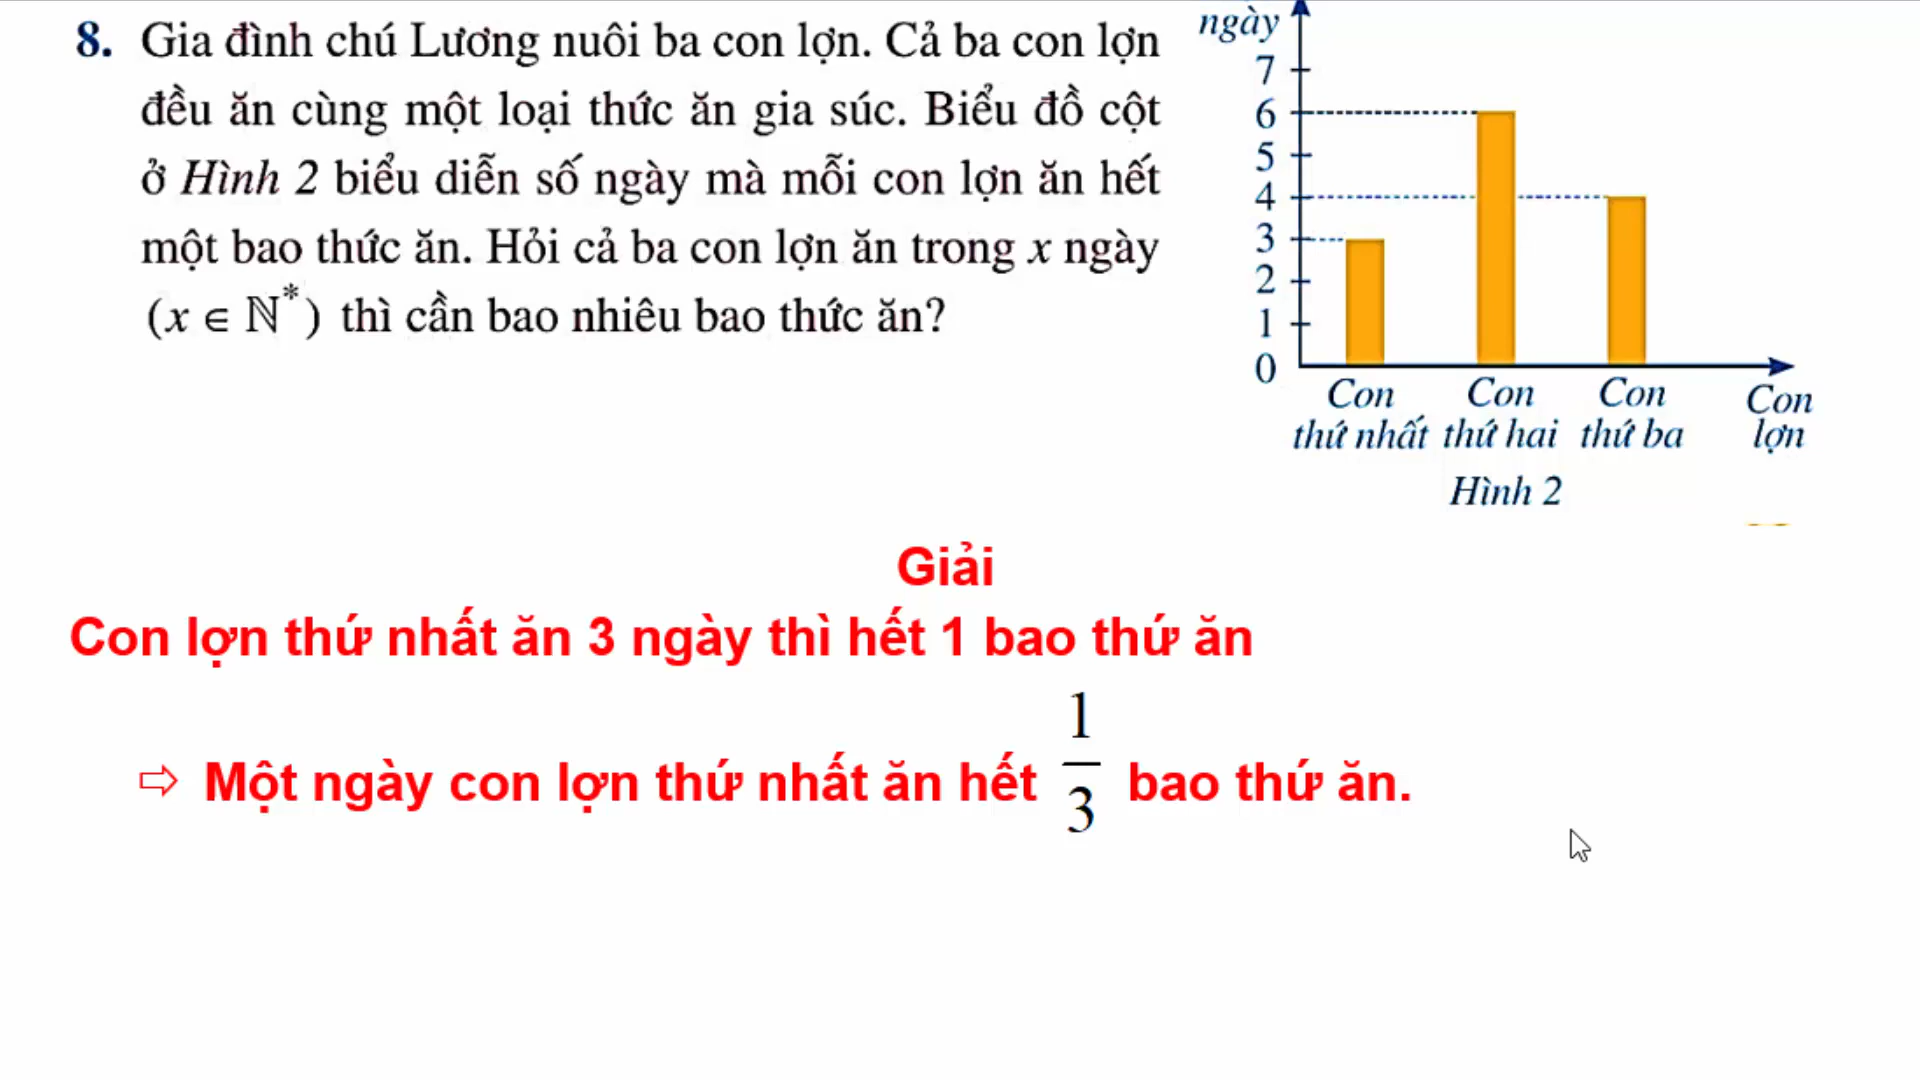 8. Gia đình chú Lương nuôi ba con lợn. Cả ba con lợn
đều ăn cùng một loại thức ăn gia súc. Biểu đồ cột
ở Hình 2 biểu diễn số ngày mà mỗi con lợn ăn hết
một bao thức ăn. Hỏi cả ba con lợn ăn trong x ngày
(x ∈ ℕ*) thì cần bao nhiêu bao thức ăn?
ngày
7
6
5
4
3
2
1
0
Con thứ nhất
Con thứ hai
Con thứ ba
Con lợn
Hình 2
Giải
Con lợn thứ nhất ăn 3 ngày thì hết 1 bao thứ ăn
⇨ Một ngày con lợn thứ nhất ăn hết 1/3 bao thứ ăn.